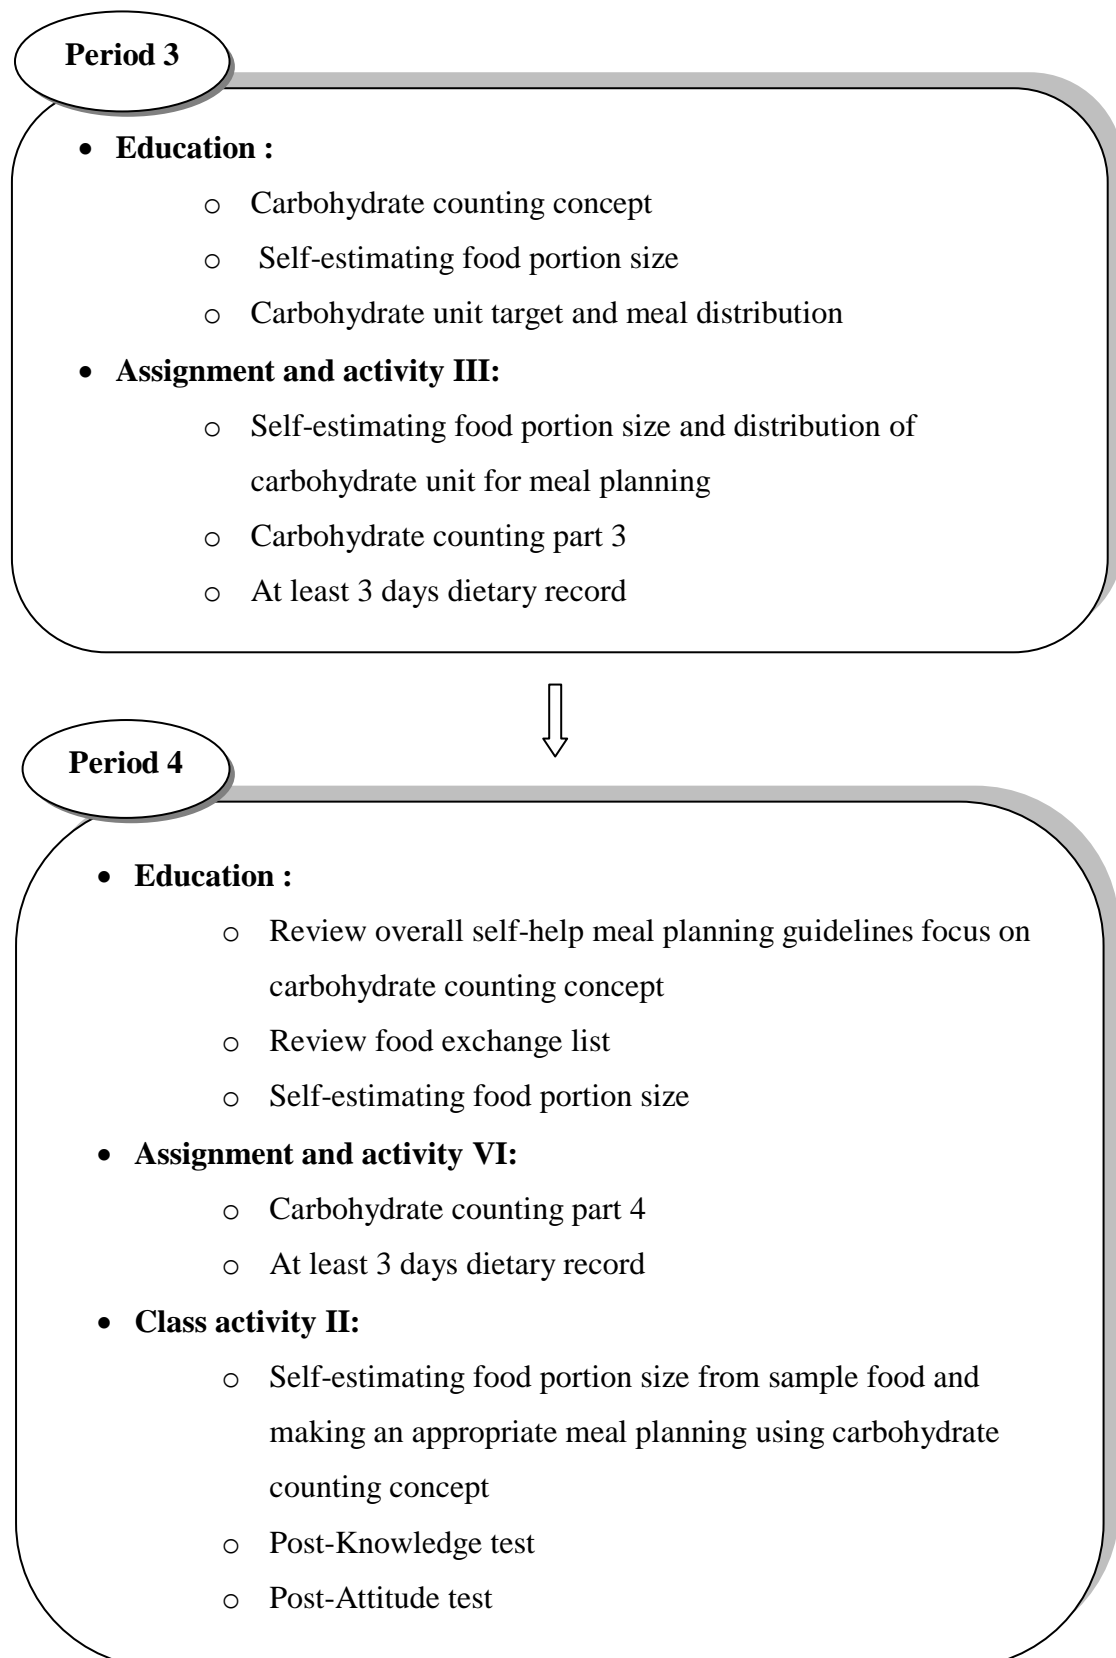 Period 3
• Education :
o Carbohydrate counting concept
o Self-estimating food portion size
o Carbohydrate unit target and meal distribution
• Assignment and activity III:
o Self-estimating food portion size and distribution of
carbohydrate unit for meal planning
o Carbohydrate counting part 3
o At least 3 days dietary record
Period 4
• Education :
o Review overall self-help meal planning guidelines focus on
carbohydrate counting concept
o Review food exchange list
o Self-estimating food portion size
• Assignment and activity VI:
o Carbohydrate counting part 4
o At least 3 days dietary record
• Class activity II:
o Self-estimating food portion size from sample food and
making an appropriate meal planning using carbohydrate
counting concept
o Post-Knowledge test
o Post-Attitude test